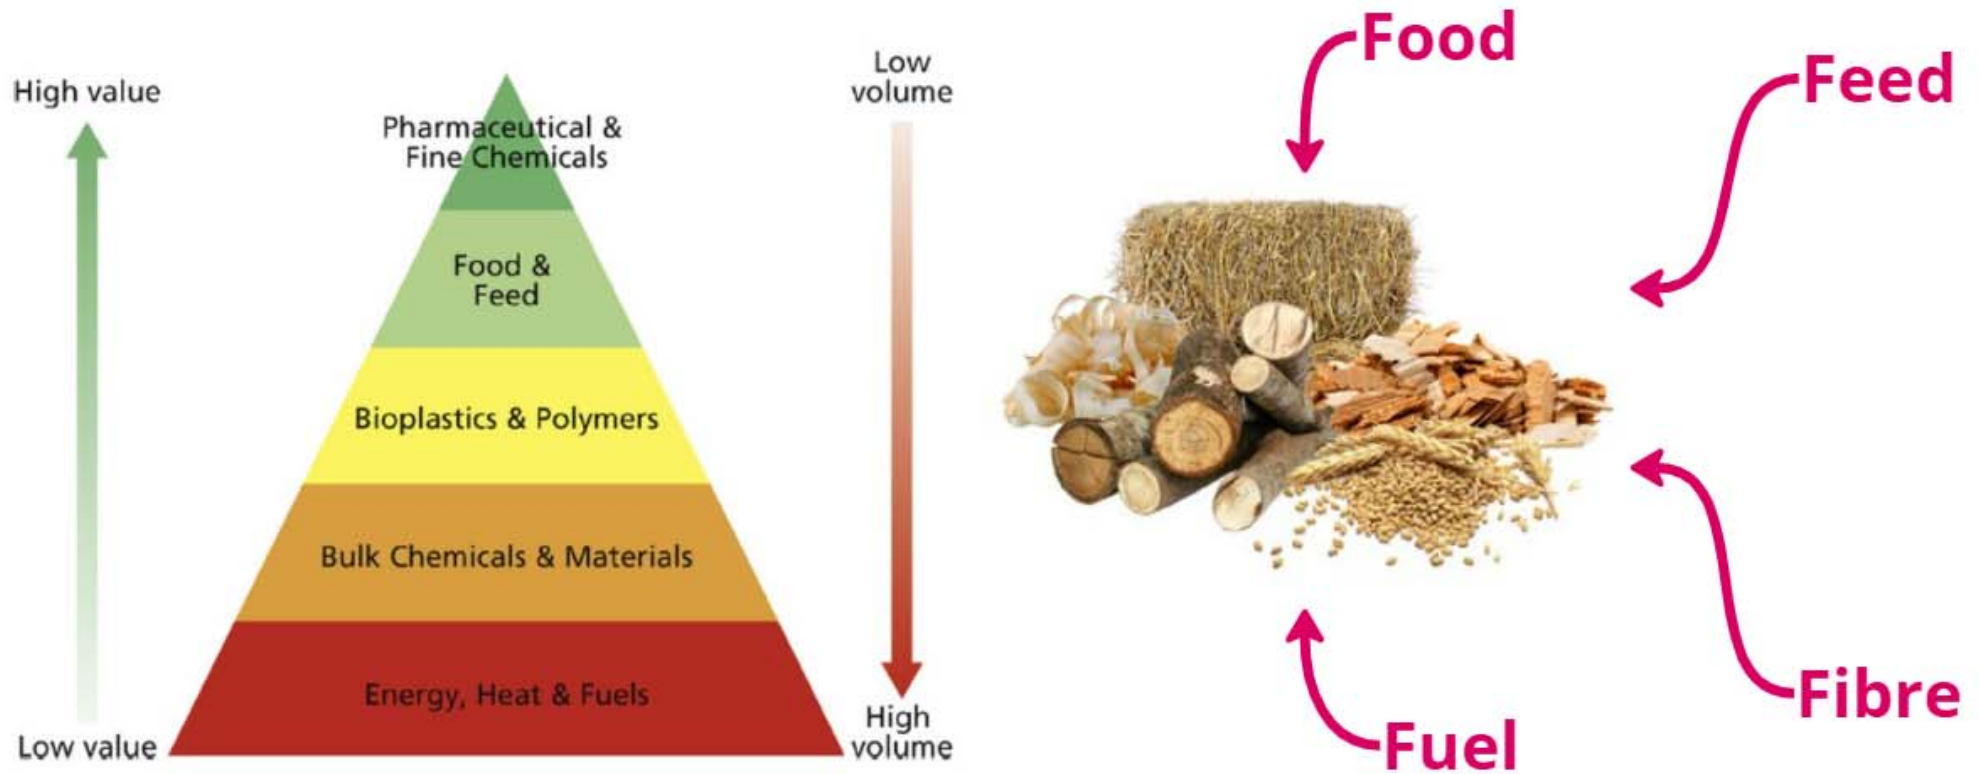 High value
Low value
Pharmaceutical &
Fine Chemicals
Food &
Feed
Bioplastics & Polymers
Bulk Chemicals & Materials
Energy, Heat & Fuels
Low
volume
High
volume
Food
Feed
Fibre
Fuel